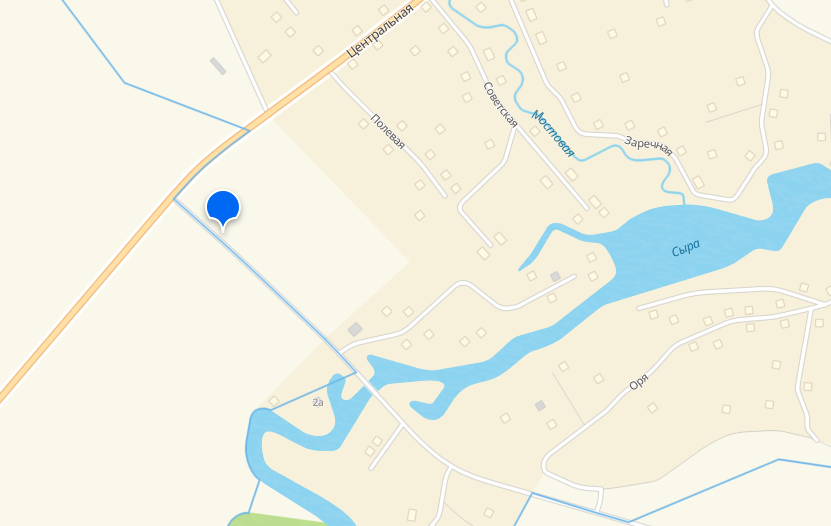 Центральная
Полевая
Советская
Мостовая
Заречная
Сыра
Оря
2а